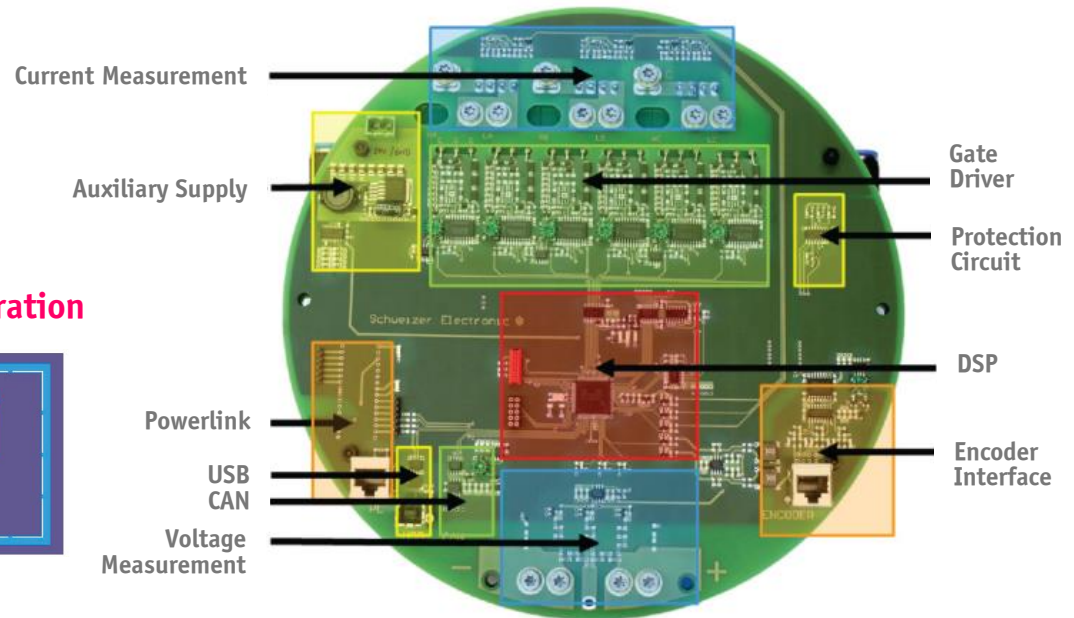 Current Measurement
Auxiliary Supply
Gate
Driver
Protection
Circuit
ration
Schweizer Electronic ®
DSP
Powerlink
USB
CAN
Encoder
Interface
Voltage
Measurement
ENCODER
− +